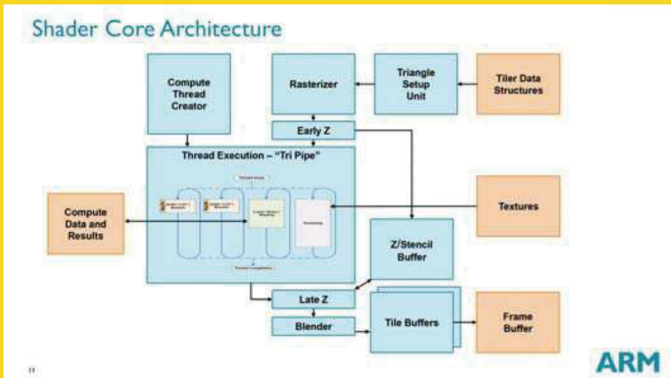 Shader Core Architecture
Compute
Thread
Creator
Rasterizer
Triangle
Setup
Unit
Tiler Data
Structures
Early Z
Thread Execution – "Tri Pipe"
Compute
Data and
Results
Textures
Z/Stencil
Buffer
Late Z
Blender
Tile Buffers
Frame
Buffer
ARM